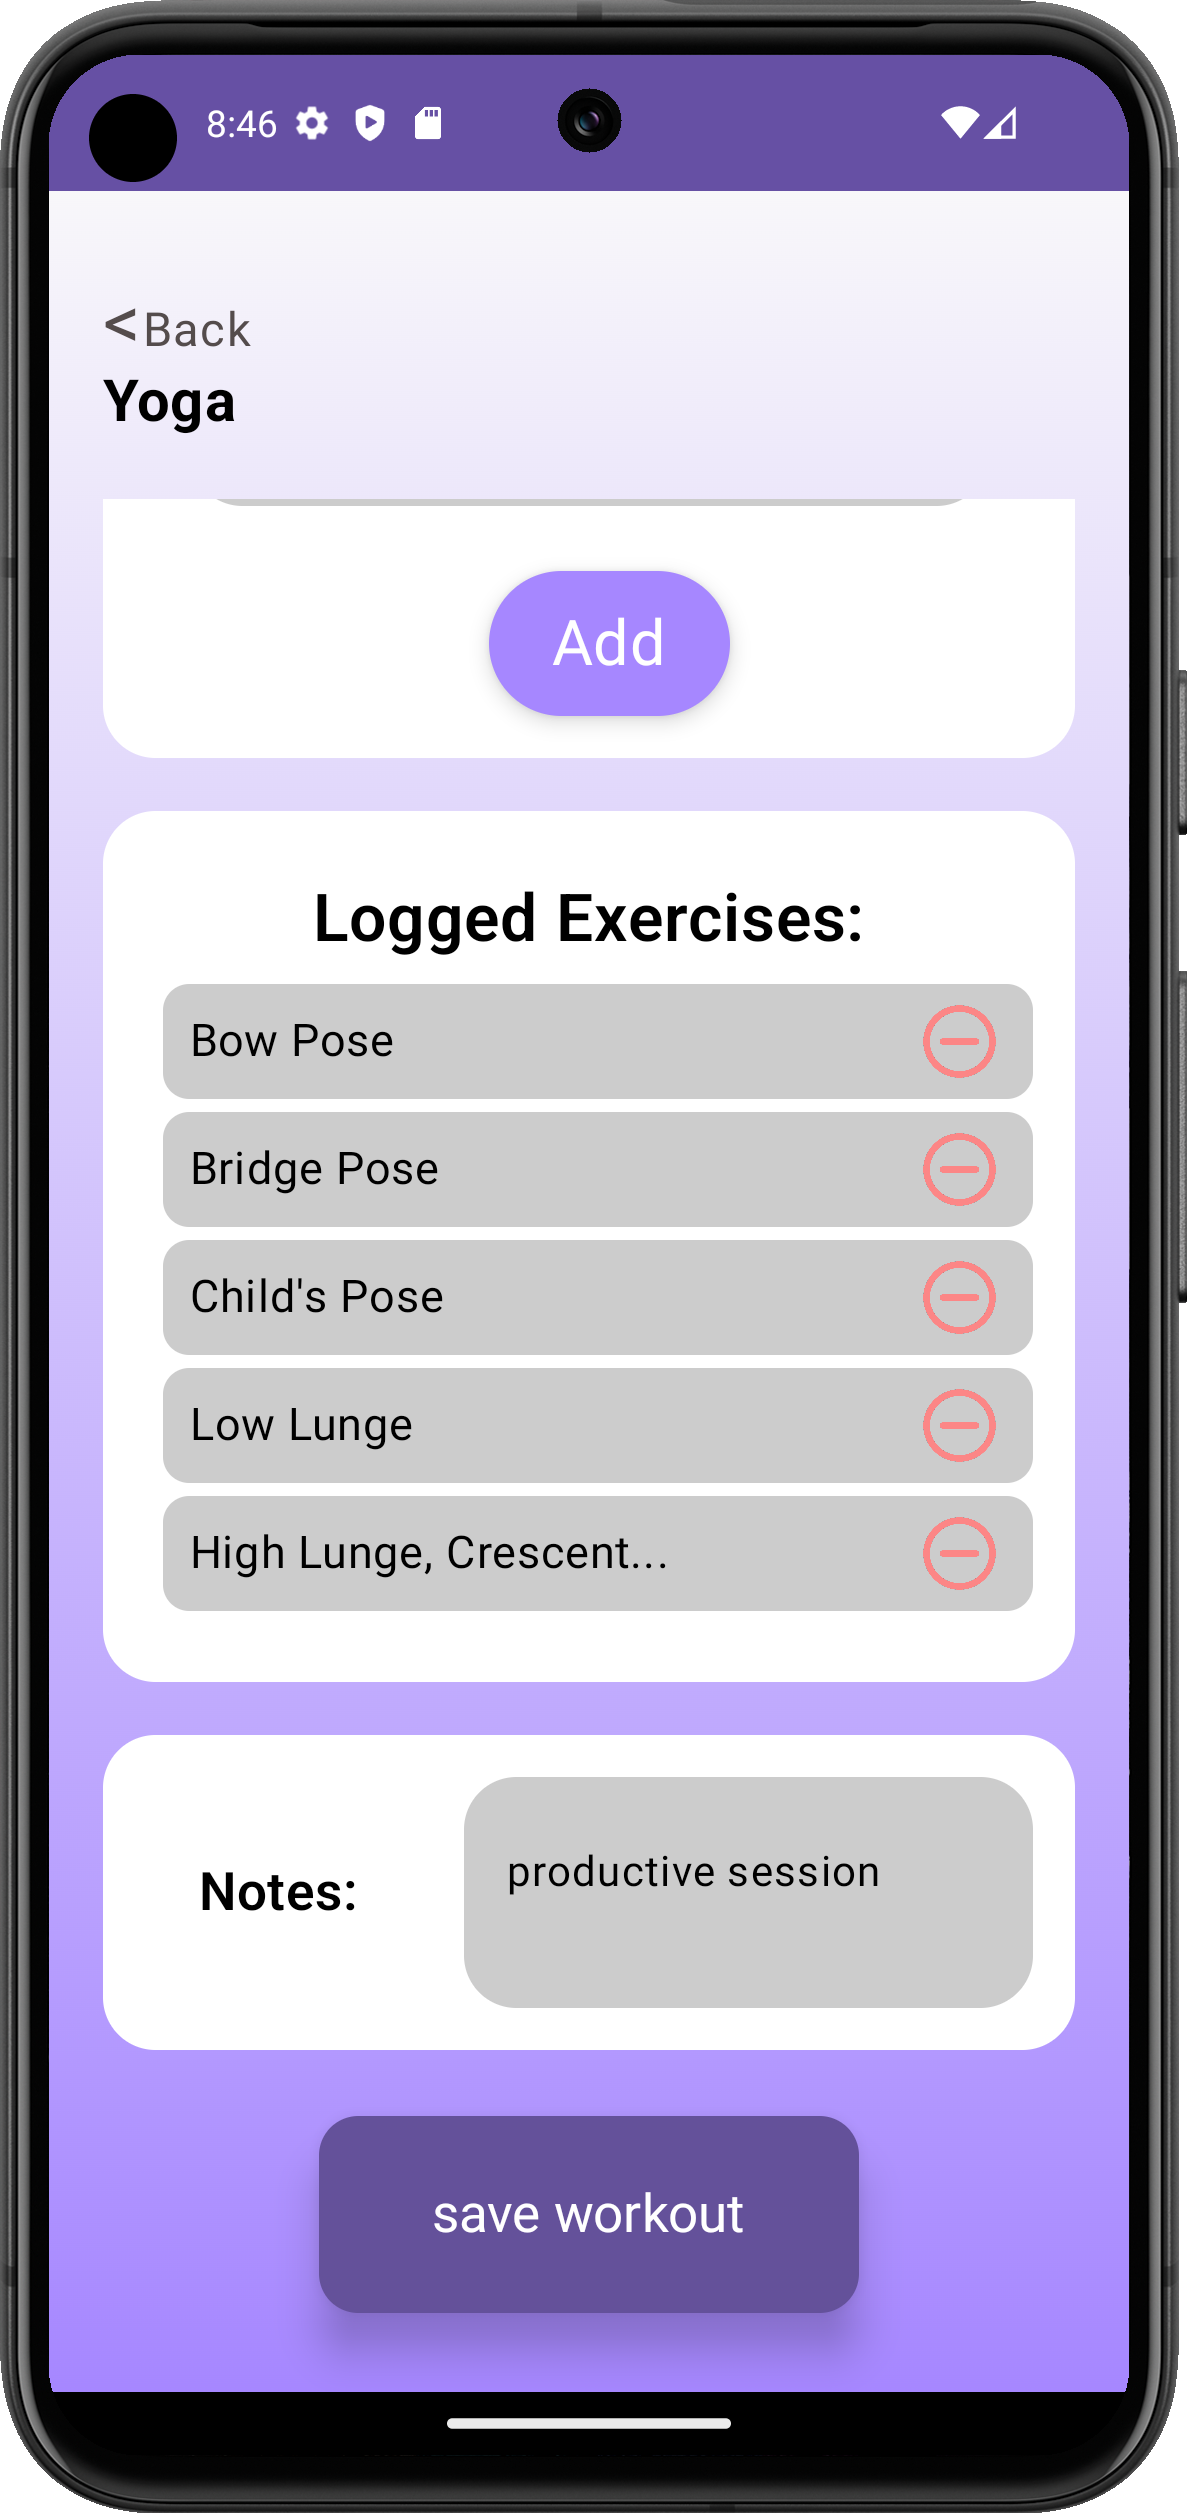 8:46
<Back
Yoga
Add
Logged Exercises:
Bow Pose
Bridge Pose
Child's Pose
Low Lunge
High Lunge, Crescent...
Notes:
productive session
save workout